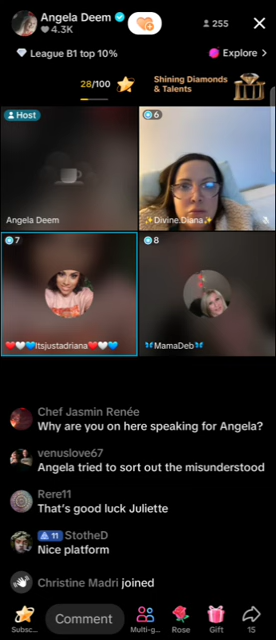 Angela Deem
4.3K
255
League B1 top 10%
Explore >
28/100
Shining Diamonds
& Talents
Host
6
Angela Deem
✨Divine.Diana✨
7
8
❤️🤍💙Itsjustadriana❤️🤍💙
🦋MamaDeb🦋
Chef Jasmin Renée
Why are you on here speaking for Angela?
venuslove67
Angela tried to sort out the misunderstood
Rere11
That's good luck Juliette
11 StotheD
Nice platform
Christine Madri joined
Comment
Subsc...
Multi-g...
Rose
Gift
15